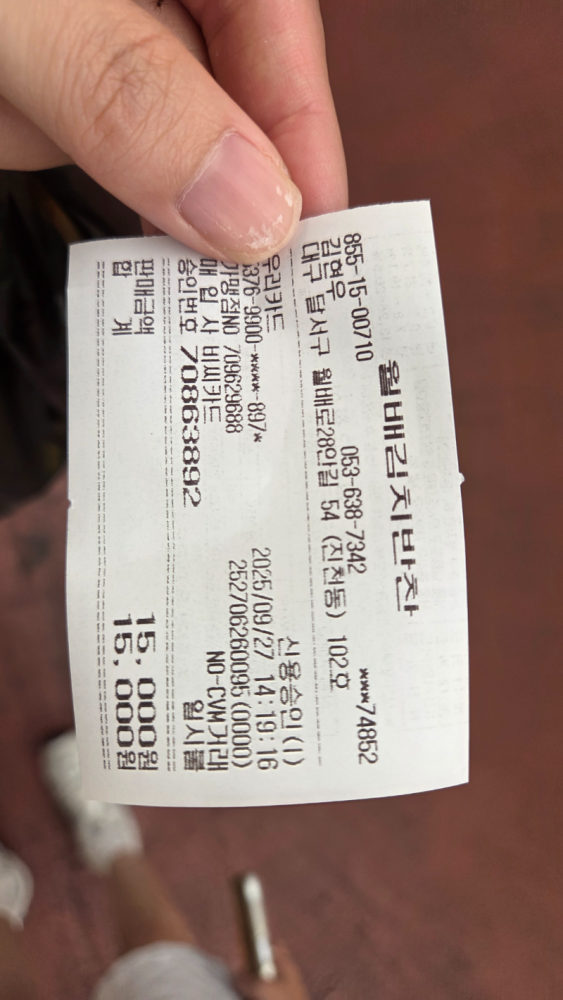 월배김치반찬
855-15-00710 ***74852
김현우 053-638-7342
대구 달서구 월배로28안길 54 (진천동) 102호
우리카드 신용승인(I)
5376-9900-****-897* 2025/09/27 14:19:16
가맹점NO 709629688 252706260095(0000)
매 입 사 비씨카드 NO-CVM거래
승인번호 70863892 일시불
판매금액 15,000원
합 계 15,000원